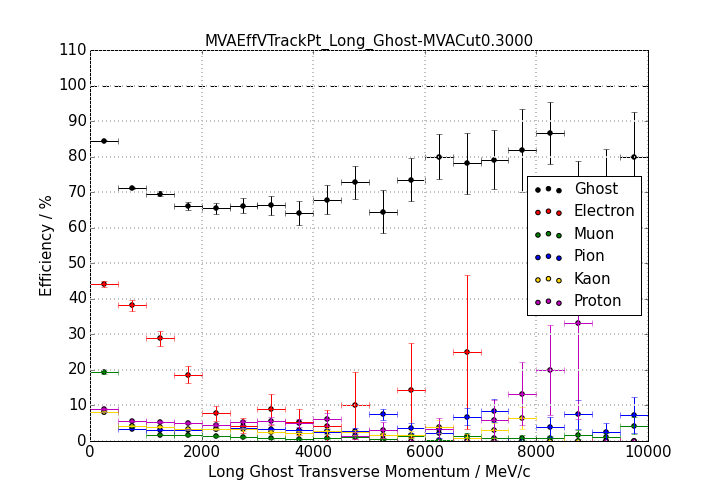 MVAEffVTrackPt_Long_Ghost-MVACut0.3000
110
100
90
80
70
60
50
40
30
20
10
0
Efficiency / %
Ghost
Electron
Muon
Pion
Kaon
Proton
0 2000 4000 6000 8000 10000
Long Ghost Transverse Momentum / MeV/c